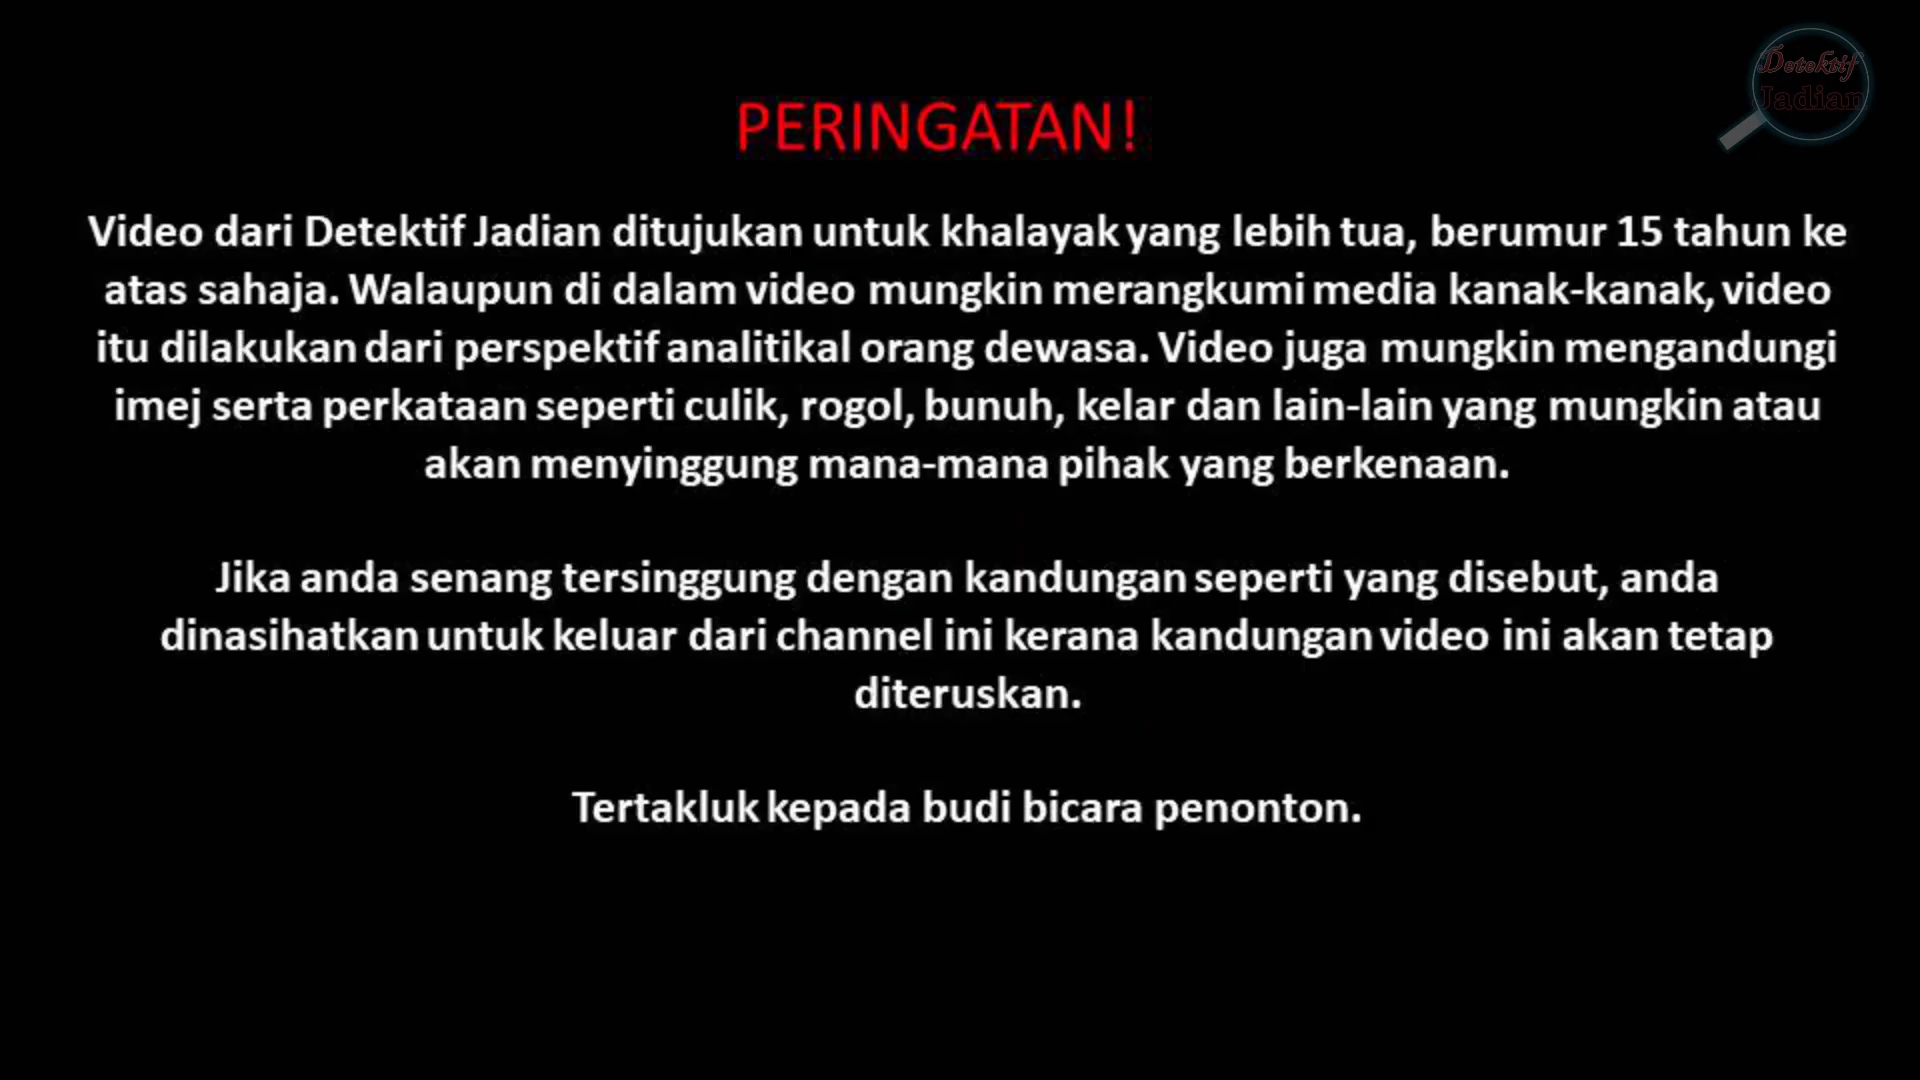 Detektif
Jadian
PERINGATAN!
Video dari Detektif Jadian ditujukan untuk khalayak yang lebih tua, berumur 15 tahun ke
atas sahaja. Walaupun di dalam video mungkin merangkumi media kanak-kanak, video
itu dilakukan dari perspektif analitikal orang dewasa. Video juga mungkin mengandungi
imej serta perkataan seperti culik, rogol, bunuh, kelar dan lain-lain yang mungkin atau
akan menyinggung mana-mana pihak yang berkenaan.
Jika anda senang tersinggung dengan kandungan seperti yang disebut, anda
dinasihatkan untuk keluar dari channel ini kerana kandungan video ini akan tetap
diteruskan.
Tertakluk kepada budi bicara penonton.